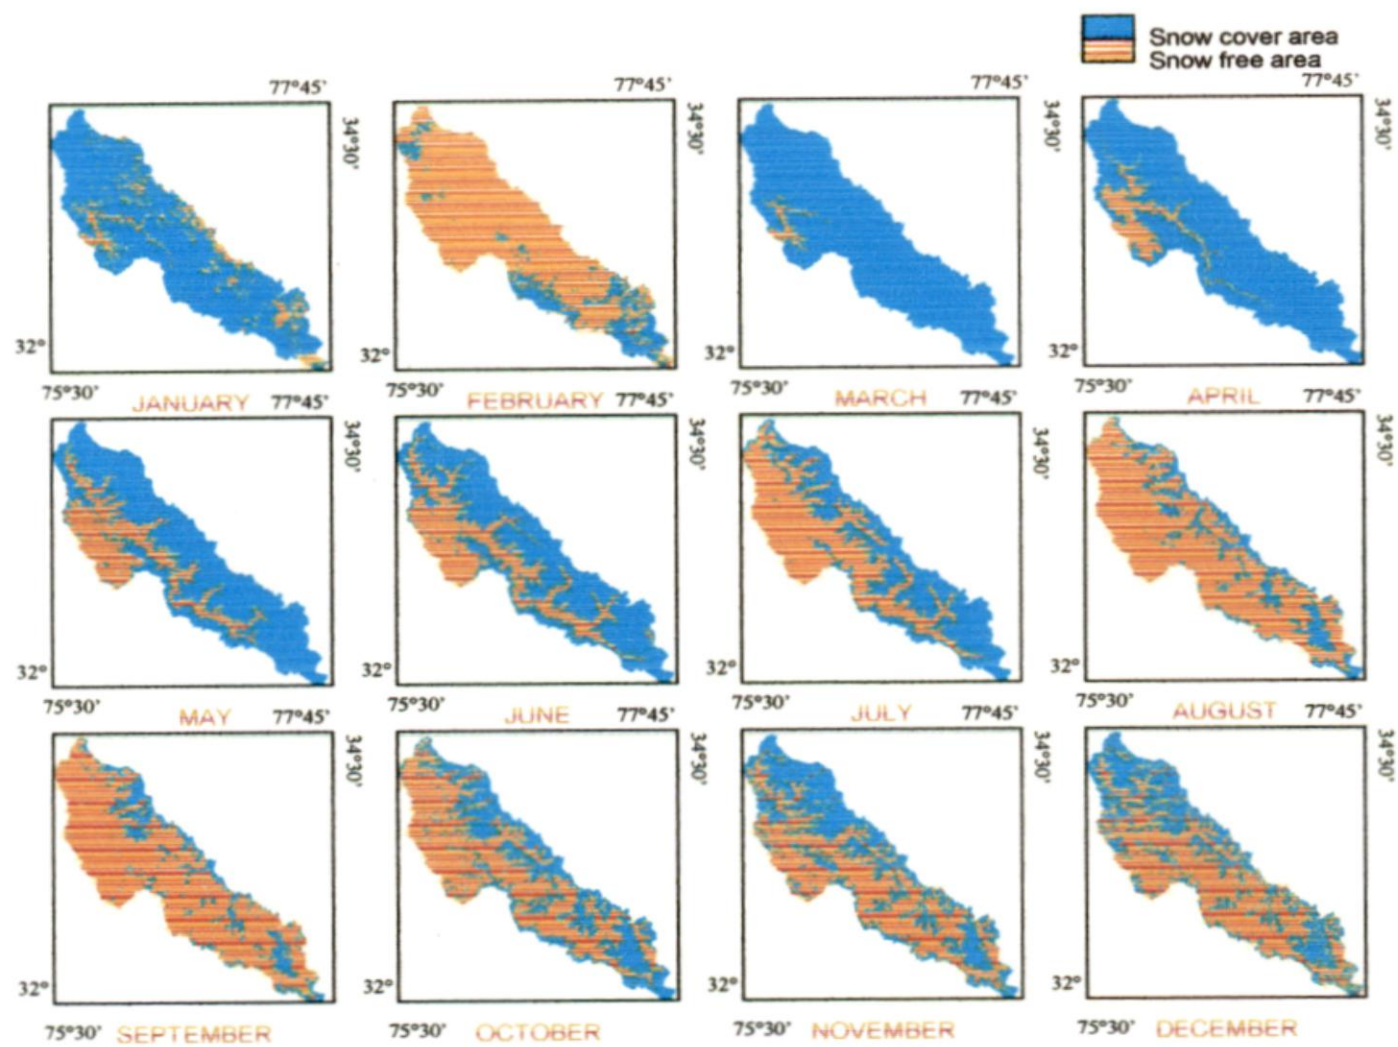 Snow cover area
Snow free area
77°45' 77°45' 77°45' 77°45'
34°30' 34°30' 34°30' 34°30'
32° 32° 32° 32°
75°30' 75°30' 75°30' 75°30'
JANUARY FEBRUARY MARCH APRIL
77°45' 77°45' 77°45' 77°45'
34°30' 34°30' 34°30' 34°30'
32° 32° 32° 32°
75°30' 75°30' 75°30' 75°30'
MAY JUNE JULY AUGUST
77°45' 77°45' 77°45' 77°45'
34°30' 34°30' 34°30' 34°30'
32° 32° 32° 32°
75°30' SEPTEMBER 75°30' OCTOBER 75°30' NOVEMBER 75°30' DECEMBER